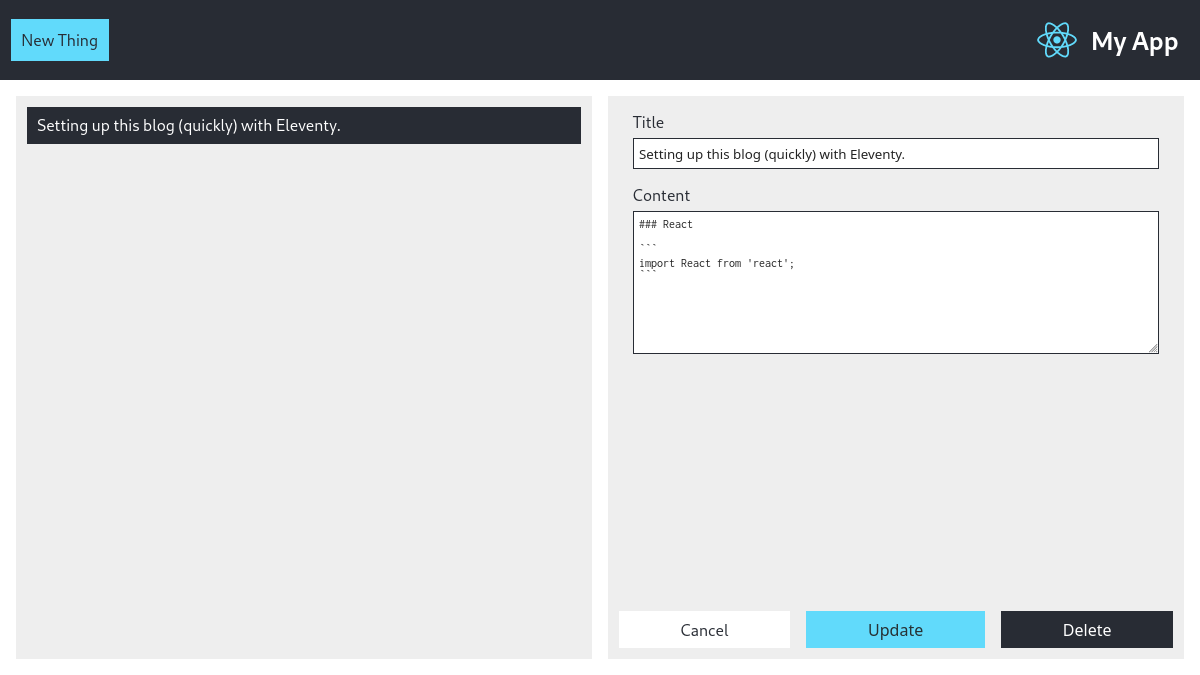 New Thing
My App
Setting up this blog (quickly) with Eleventy.
Title
Setting up this blog (quickly) with Eleventy.
Content
### React
```
import React from 'react';
```
Cancel
Update
Delete